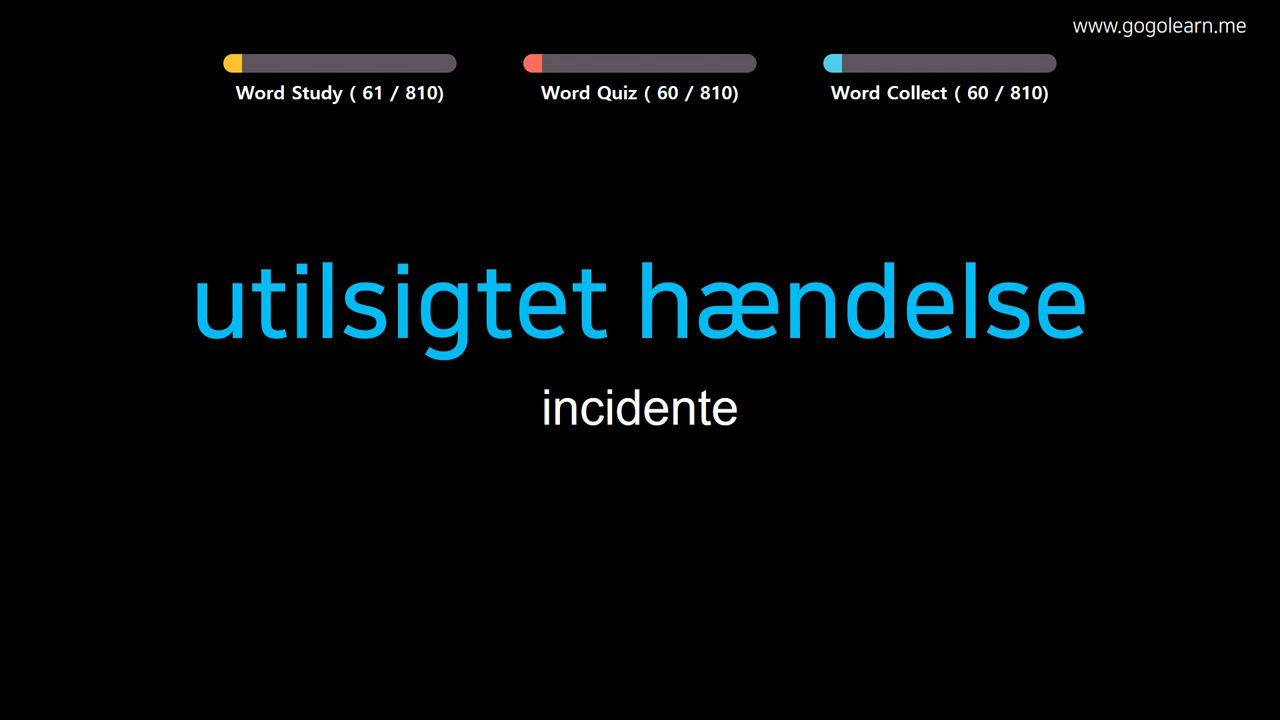 www.gogolearn.me
Word Study ( 61 / 810)
Word Quiz ( 60 / 810)
Word Collect ( 60 / 810)
utilsigtet hændelse
incidente